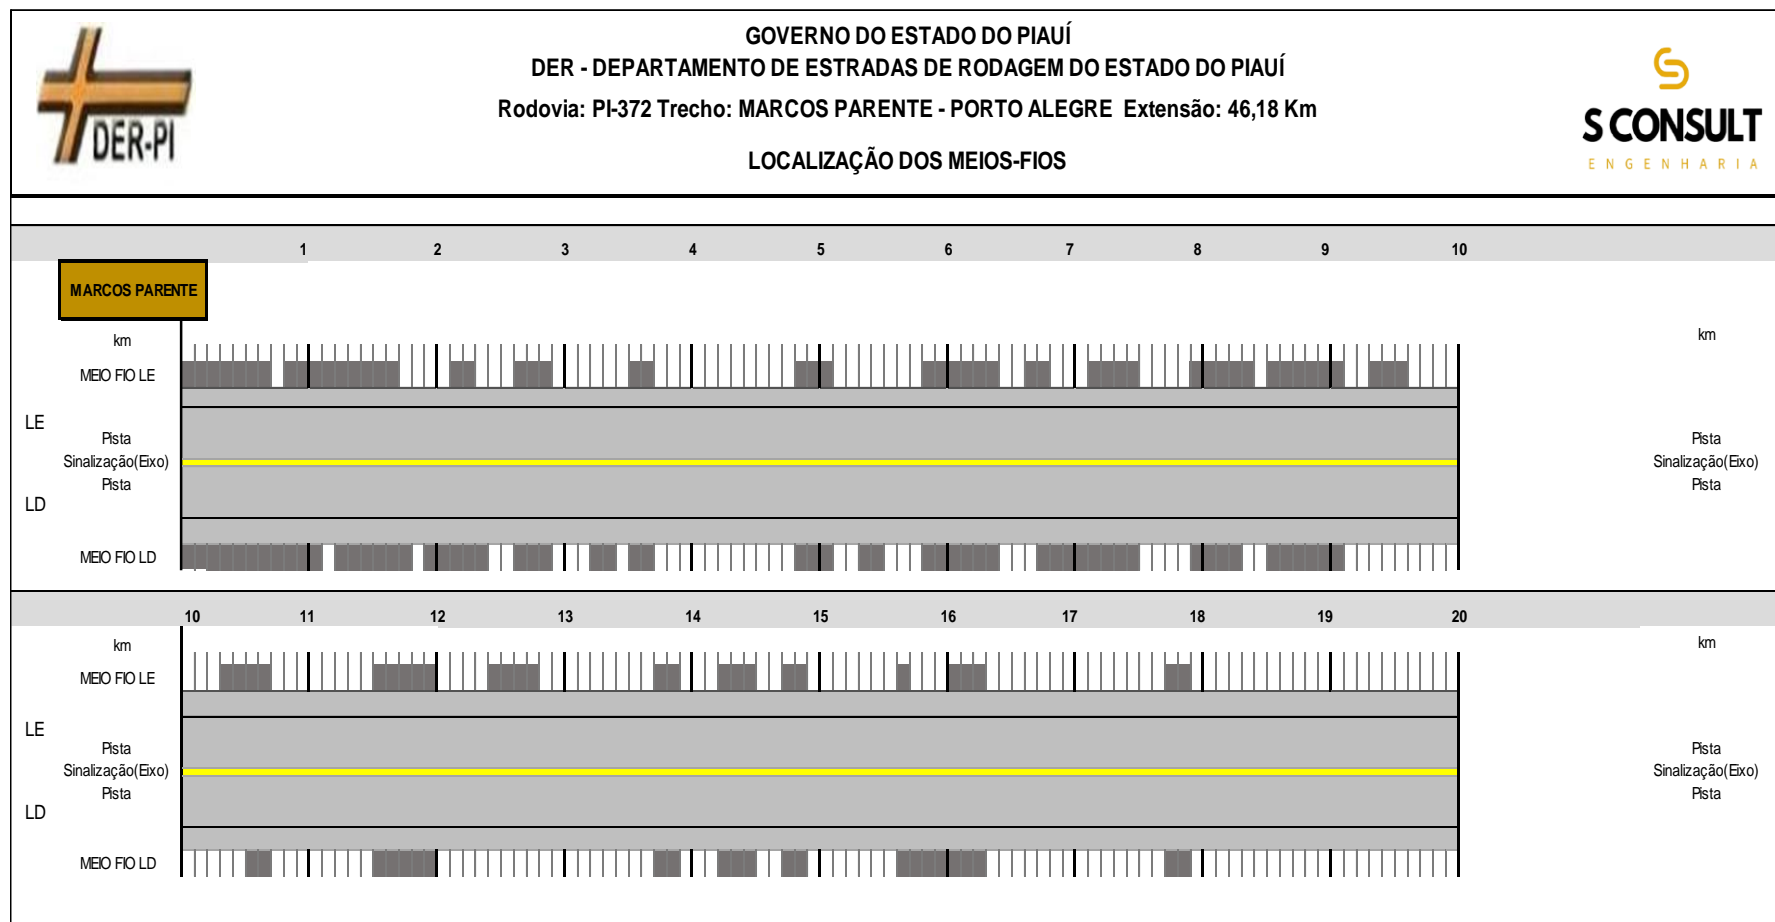 GOVERNO DO ESTADO DO PIAUÍ
DER - DEPARTAMENTO DE ESTRADAS DE RODAGEM DO ESTADO DO PIAUÍ
Rodovia: PI-372 Trecho: MARCOS PARENTE - PORTO ALEGRE Extensão: 46,18 Km
LOCALIZAÇÃO DOS MEIOS-FIOS
DER-PI
S CONSULT
ENGENHARIA
1 2 3 4 5 6 7 8 9 10
MARCOS PARENTE
km km
MEIO FIO LE
LE
Pista Pista
Sinalização(Eixo) Sinalização(Eixo)
Pista Pista
LD
MEIO FIO LD
10 11 12 13 14 15 16 17 18 19 20
km km
MEIO FIO LE
LE
Pista Pista
Sinalização(Eixo) Sinalização(Eixo)
Pista Pista
LD
MEIO FIO LD